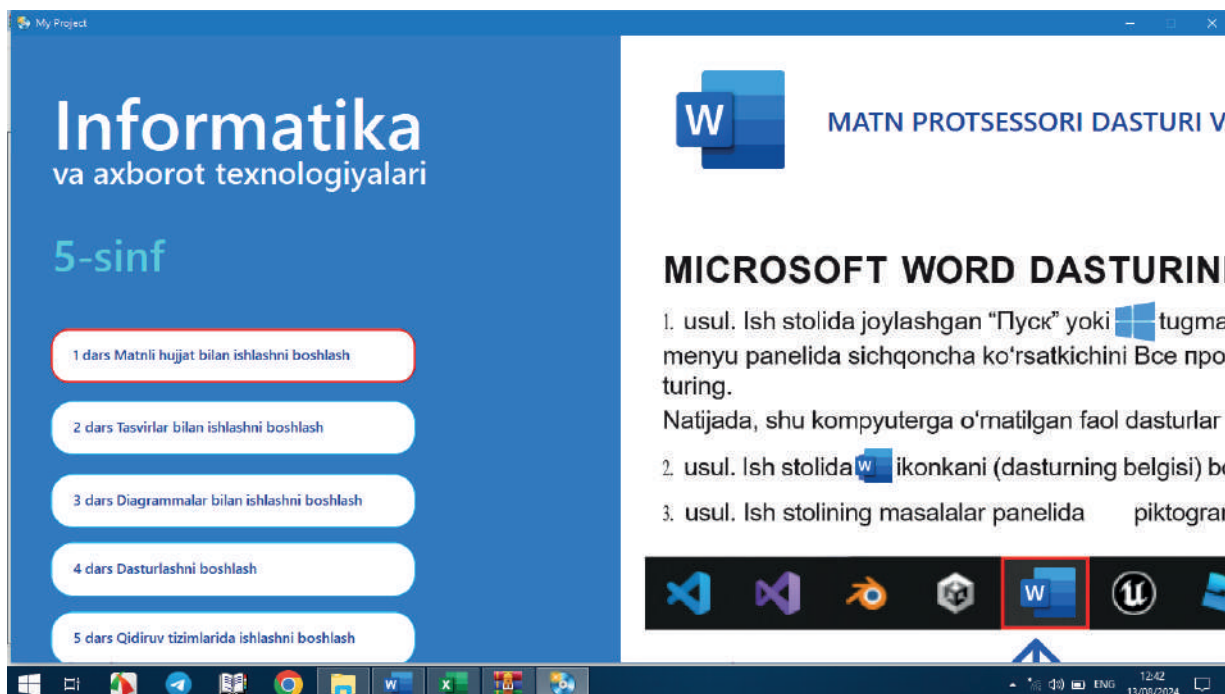 My Project
Informatika
va axborot texnologiyalari
5-sinf
1 dars Matnli hujjat bilan ishlashni boshlash
2 dars Tasvirlar bilan ishlashni boshlash
3 dars Diagrammalar bilan ishlashni boshlash
4 dars Dasturlashni boshlash
5 dars Qidiruv tizimlarida ishlashni boshlash
W
MATN PROTSESSORI DASTURI V
MICROSOFT WORD DASTURIN
1. usul. Ish stolida joylashgan “Пуск” yoki tugma
menyu panelida sichqoncha ko‘rsatkichini Все про
turing.
Natijada, shu kompyuterga o‘rnatilgan faol dasturlar
2. usul. Ish stolida W ikonkani (dasturning belgisi) b
3. usul. Ish stolining masalalar panelida piktogra
W
ENG
12:42
13/08/2024